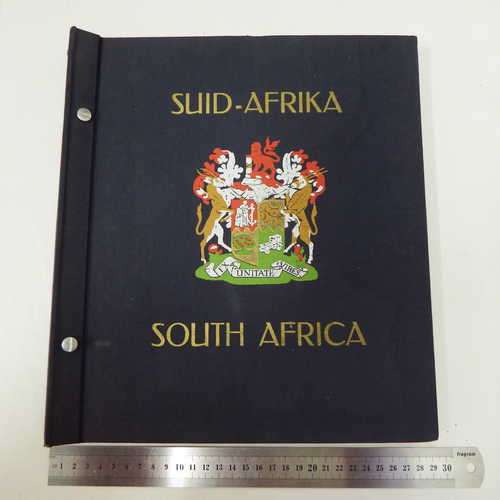 SUID-AFRIKA
EX UNITATE VIRES
SOUTH AFRICA
fragram
1 2 3 4 5 6 7 8 9 10 11 12 13 14 15 16 17 18 19 20 21 22 23 24 25 26 27 28 29 30